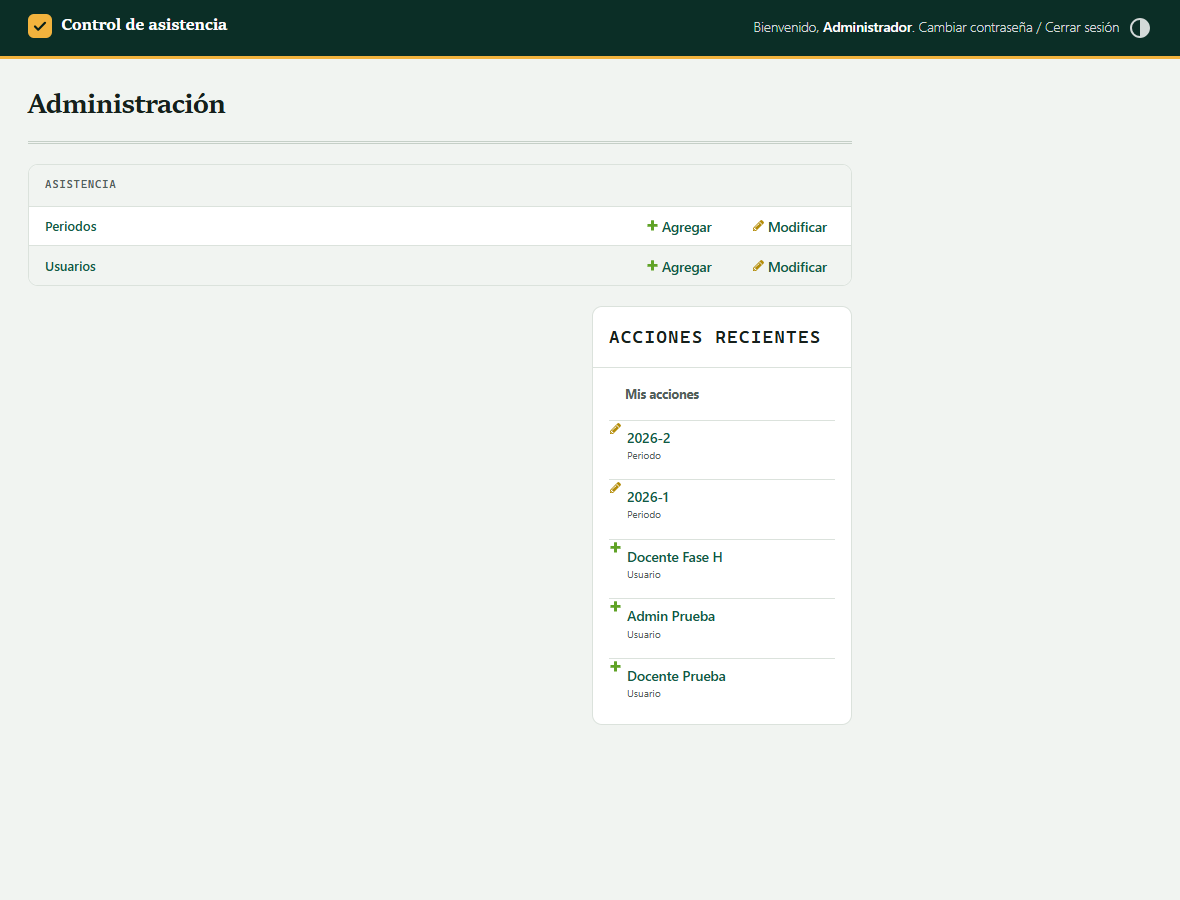 Control de asistencia
Bienvenido, Administrador. Cambiar contraseña / Cerrar sesión
Administración
ASISTENCIA
Periodos Agregar Modificar
Usuarios Agregar Modificar
ACCIONES RECIENTES
Mis acciones
2026-2
Periodo
2026-1
Periodo
Docente Fase H
Usuario
Admin Prueba
Usuario
Docente Prueba
Usuario